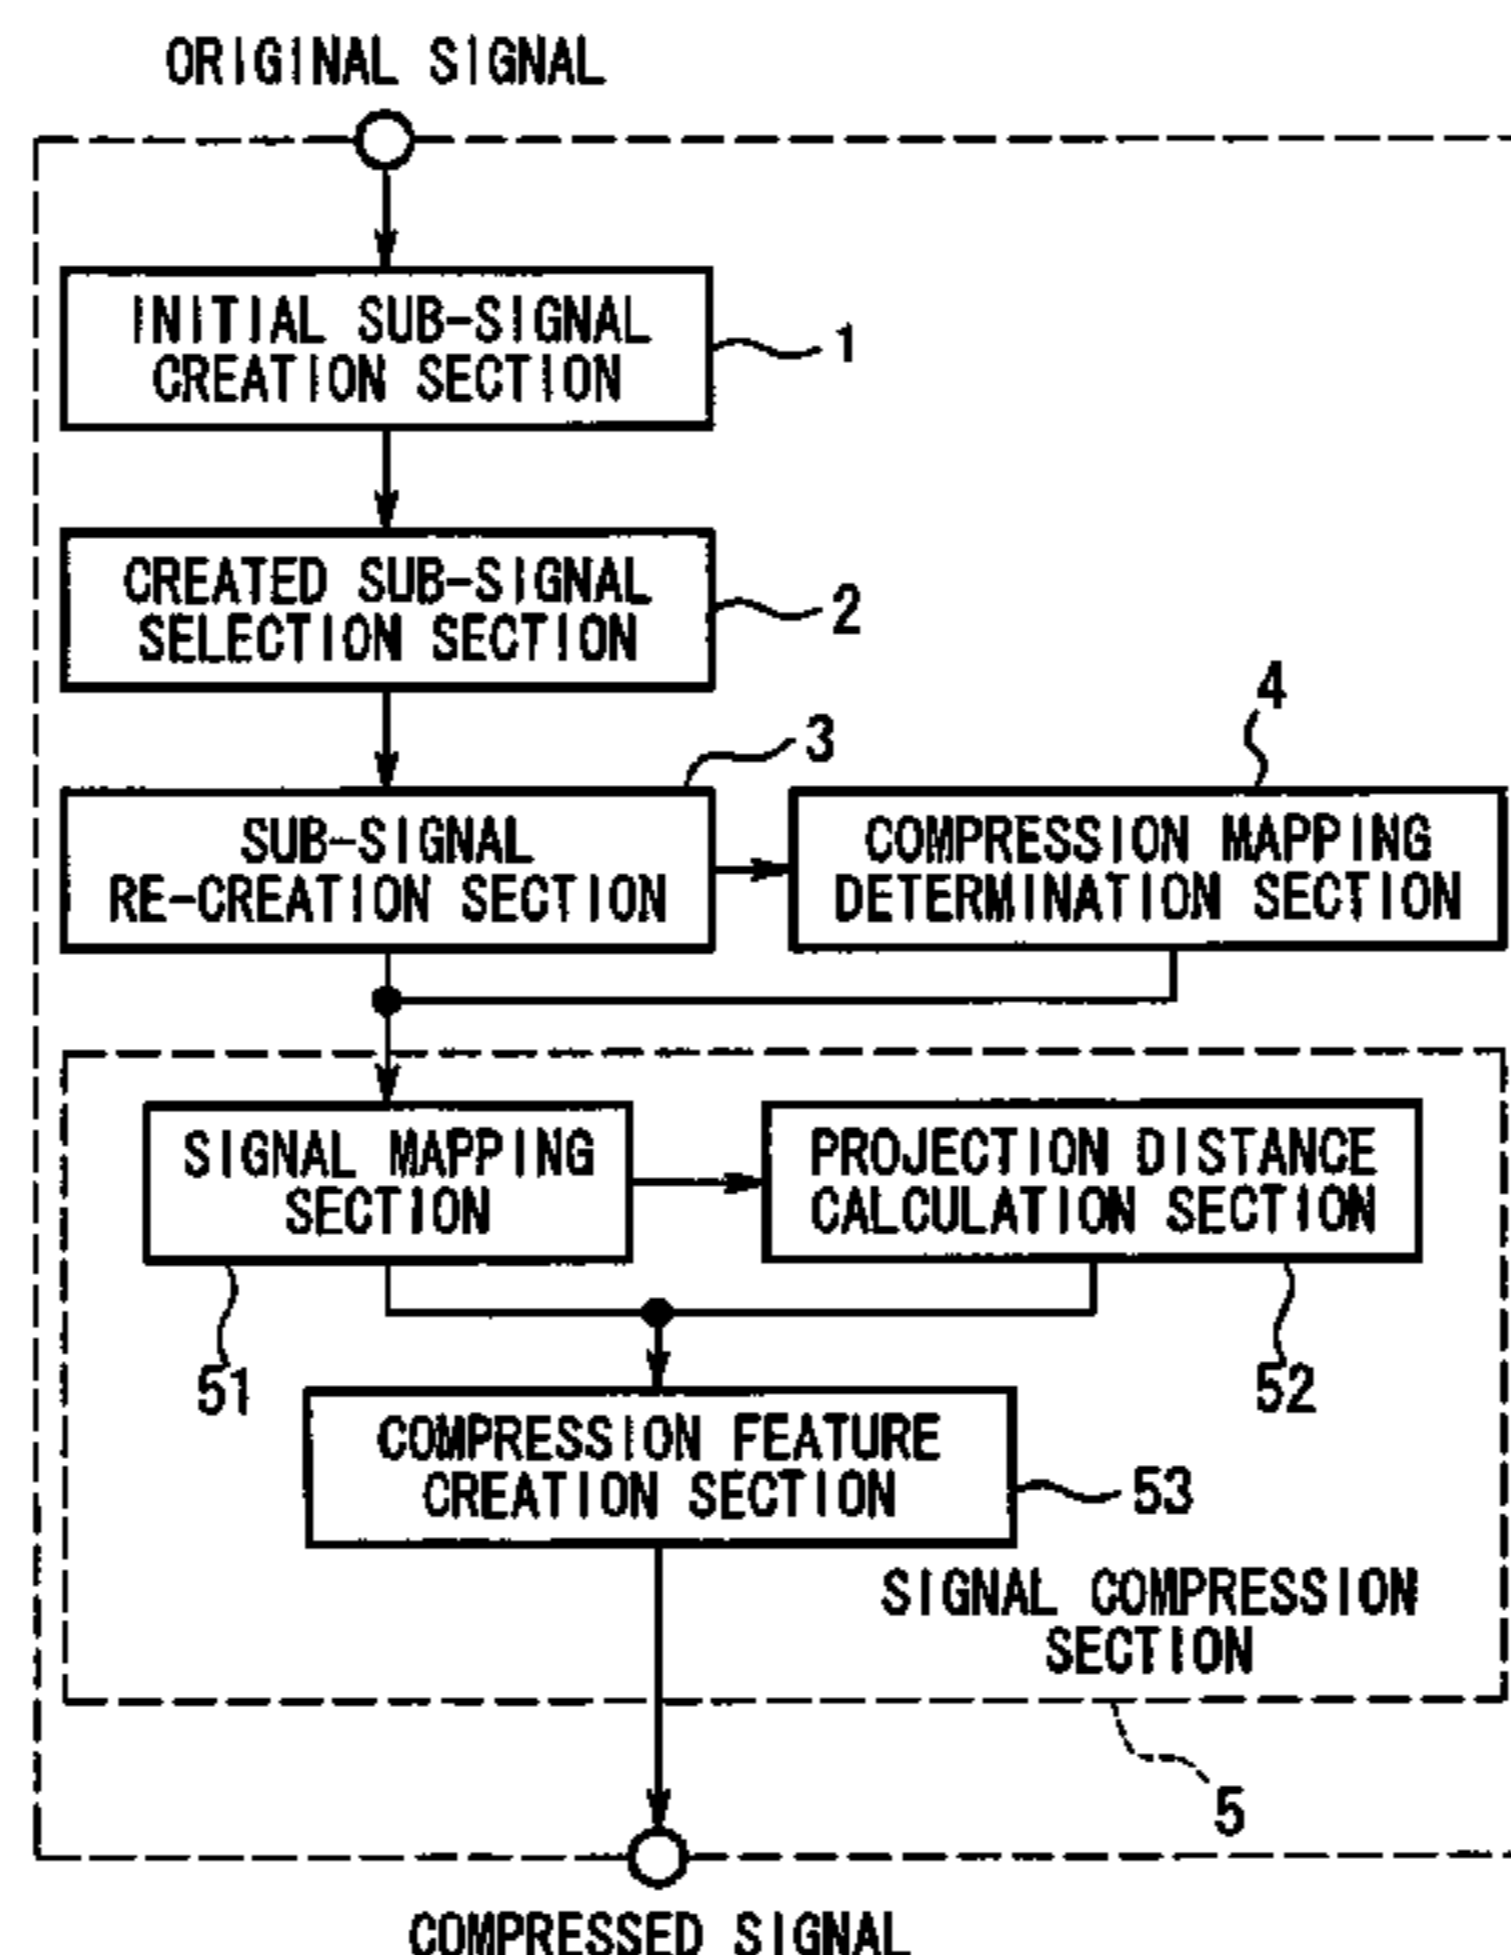 ORIGINAL SIGNAL
INITIAL SUB-SIGNAL
CREATION SECTION
1
CREATED SUB-SIGNAL
SELECTION SECTION
2
3
4
SUB-SIGNAL
RE-CREATION SECTION
COMPRESSION MAPPING
DETERMINATION SECTION
SIGNAL MAPPING
SECTION
PROJECTION DISTANCE
CALCULATION SECTION
51
52
COMPRESSION FEATURE
CREATION SECTION
53
SIGNAL COMPRESSION
SECTION
5
COMPRESSED SIGNAL